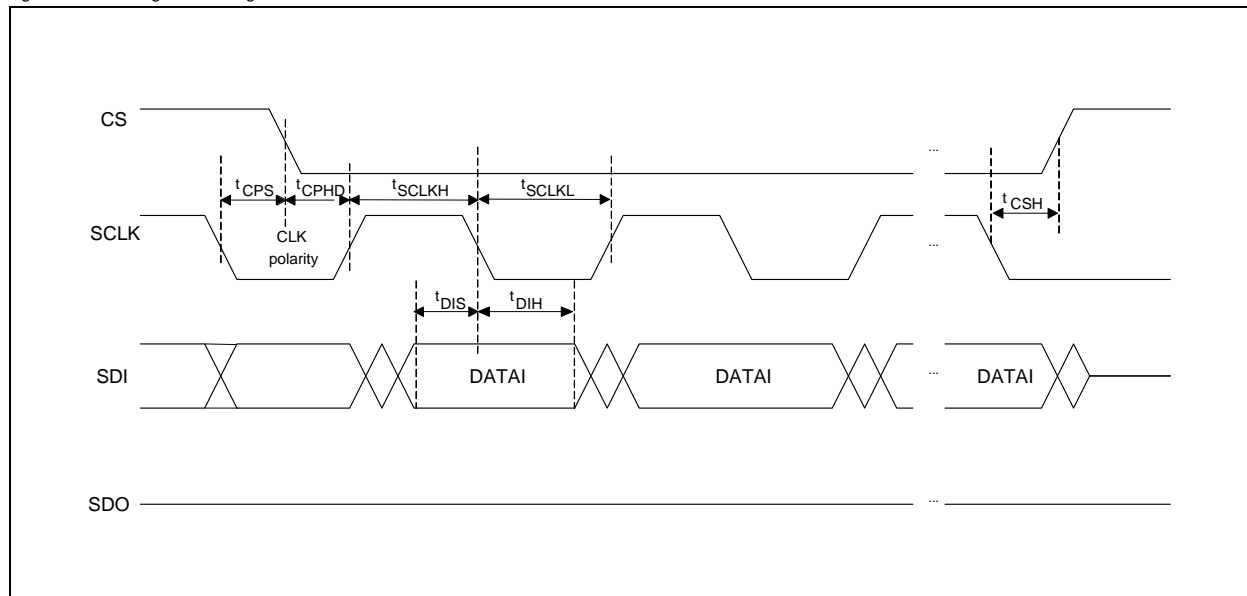 CS
...
tCPS tCPHD tSCLKH tSCLKL
tCSH
SCLK
CLK
polarity
...
tDIS tDIH
SDI
DATAI
DATAI
...
DATAI
SDO
...